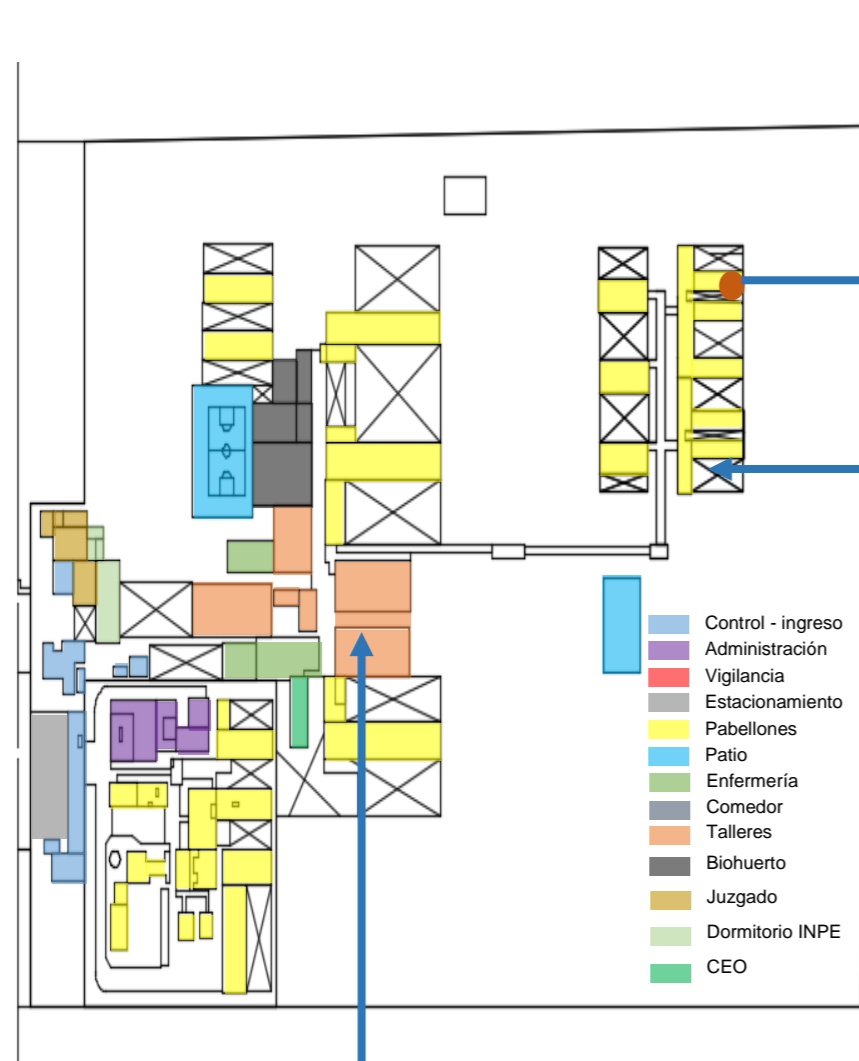 Control - ingreso
Administración
Vigilancia
Estacionamiento
Pabellones
Patio
Enfermería
Comedor
Talleres
Biohuerto
Juzgado
Dormitorio INPE
CEO